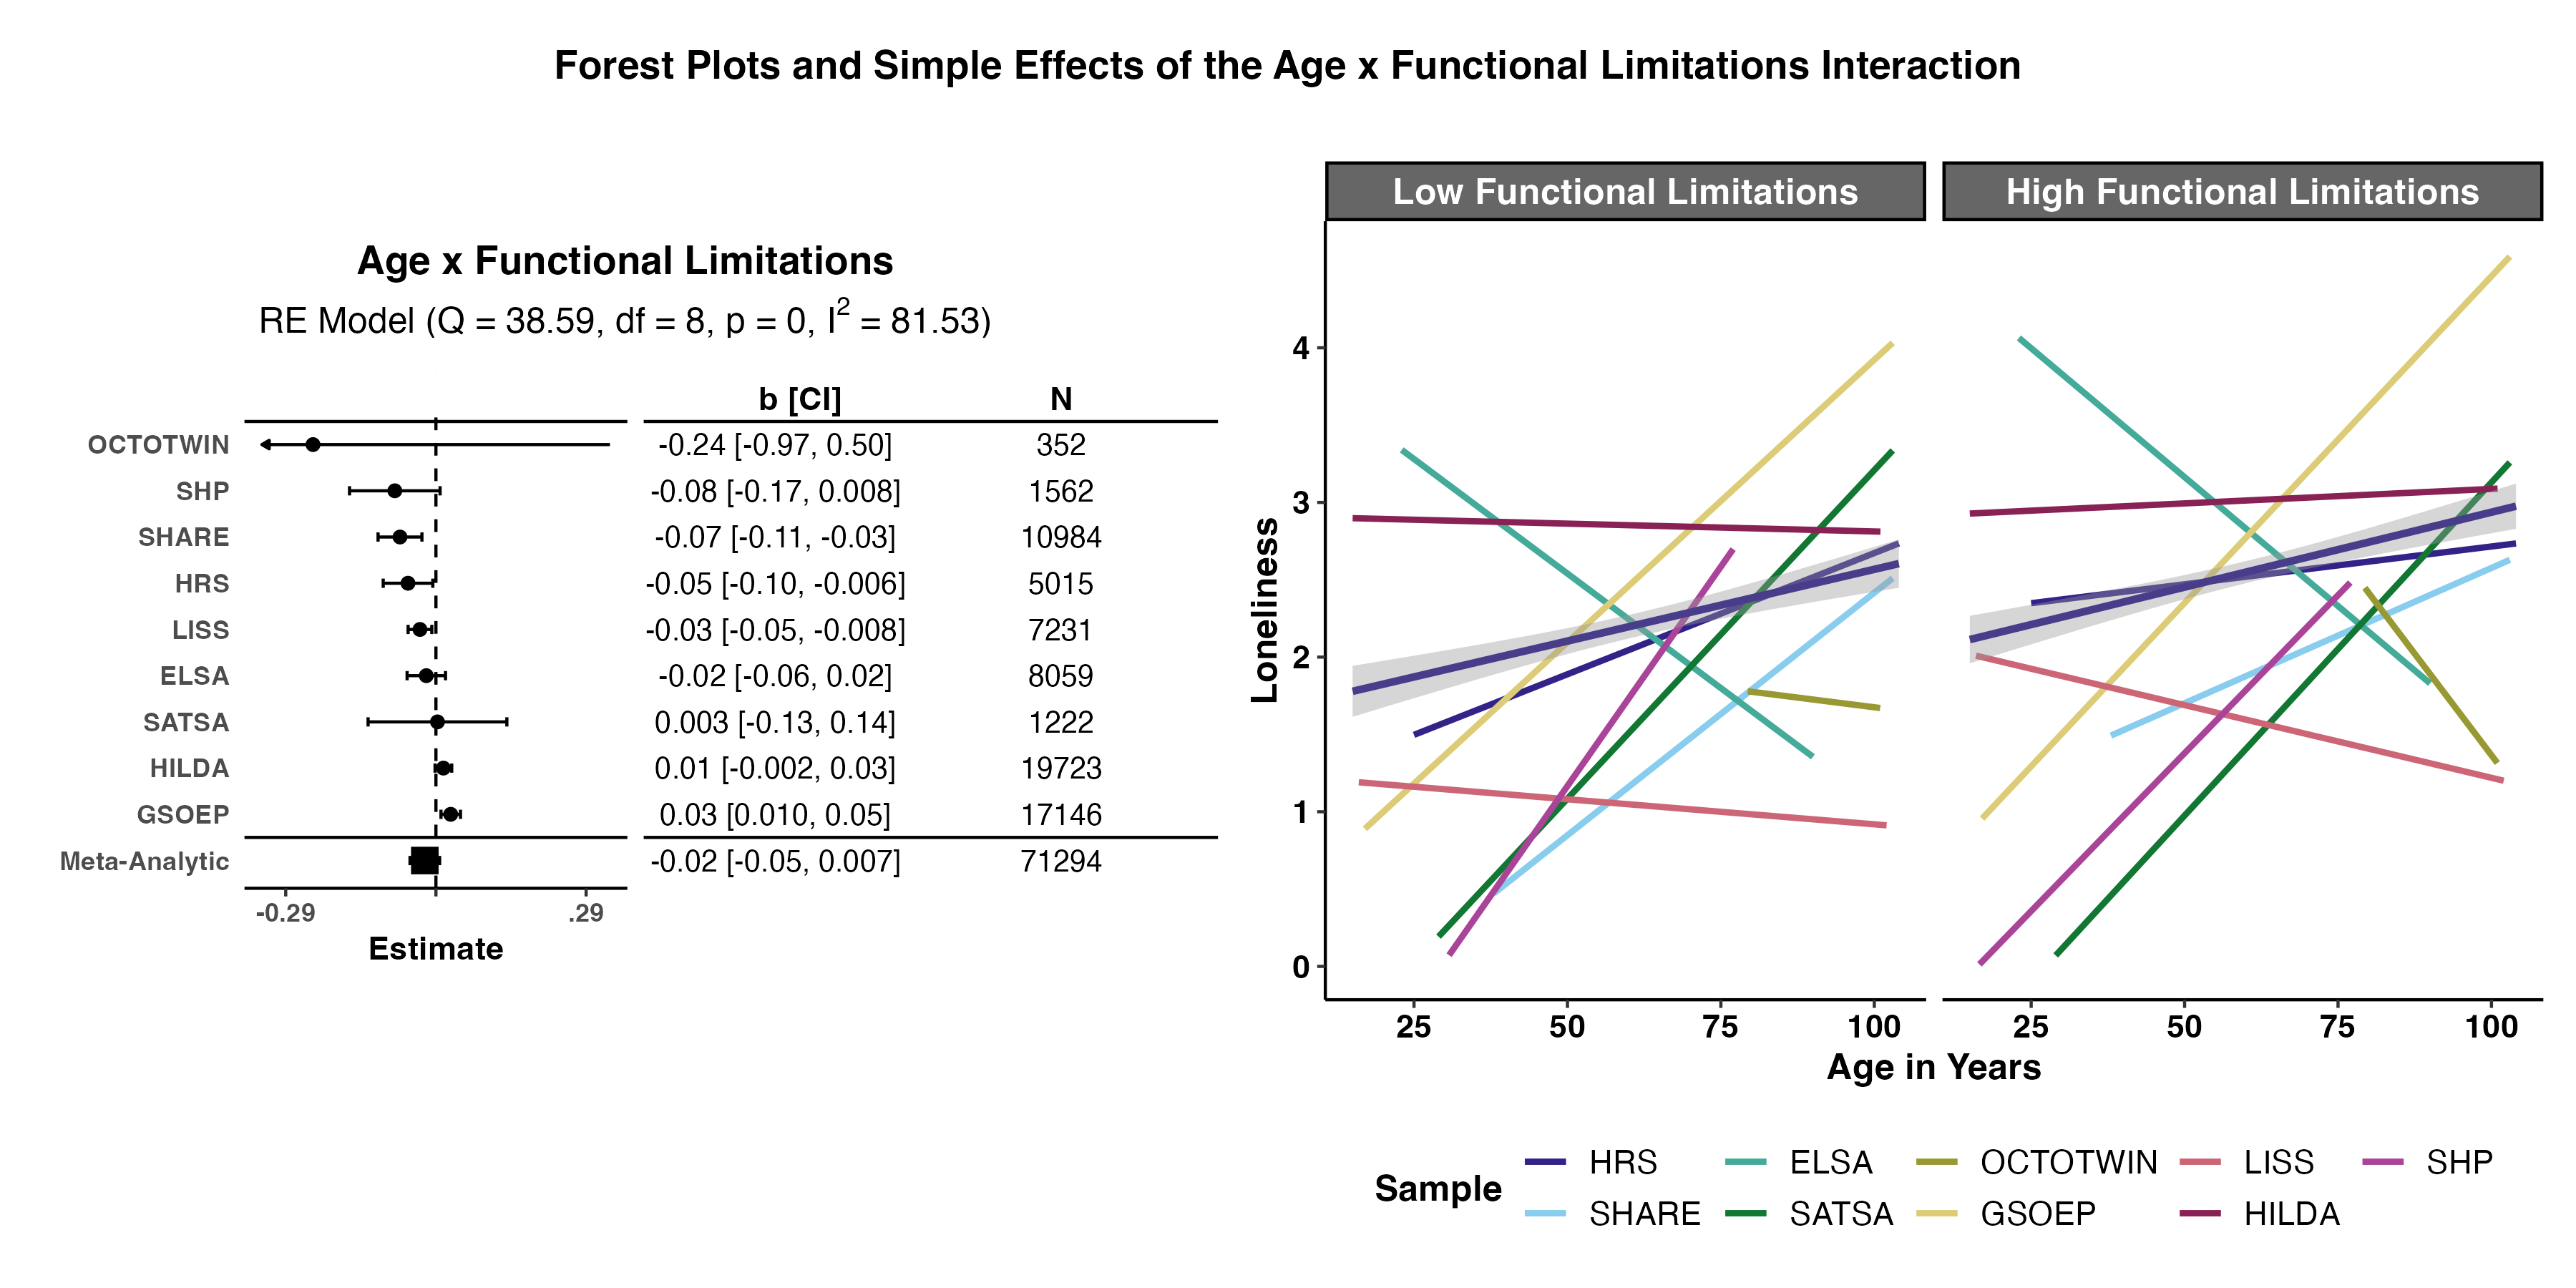 Forest Plots and Simple Effects of the Age x Functional Limitations Interaction
Age x Functional Limitations
RE Model (Q = 38.59, df = 8, p = 0, I² = 81.53)
b [CI] N
OCTOTWIN -0.24 [-0.97, 0.50] 352
SHP -0.08 [-0.17, 0.008] 1562
SHARE -0.07 [-0.11, -0.03] 10984
HRS -0.05 [-0.10, -0.006] 5015
LISS -0.03 [-0.05, -0.008] 7231
ELSA -0.02 [-0.06, 0.02] 8059
SATSA 0.003 [-0.13, 0.14] 1222
HILDA 0.01 [-0.002, 0.03] 19723
GSOEP 0.03 [0.010, 0.05] 17146
Meta-Analytic -0.02 [-0.05, 0.007] 71294
-0.29 .29
Estimate
Low Functional Limitations High Functional Limitations
Loneliness
4
3
2
1
0
25 50 75 100 25 50 75 100
Age in Years
Sample
HRS ELSA OCTOTWIN LISS SHP
SHARE SATSA GSOEP HILDA